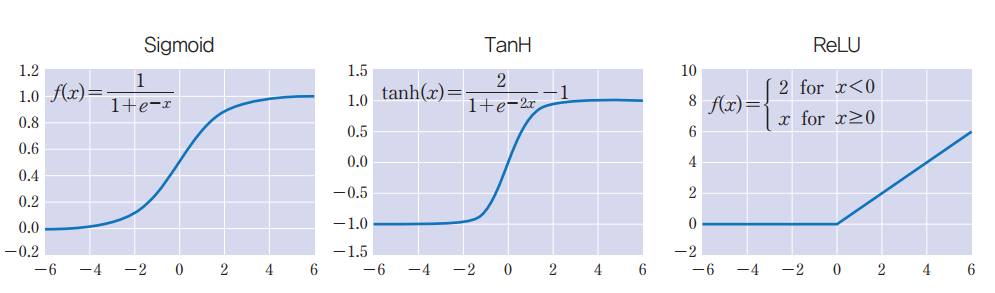 Sigmoid
f(x)=1/1+e−x
1.2
1.0
0.8
0.6
0.4
0.2
0.0
−0.2
−6 −4 −2 0 2 4 6
TanH
tanh(x)=2/1+e−2x−1
1.5
1.0
0.5
0.0
−0.5
−1.0
−1.5
−6 −4 −2 0 2 4 6
ReLU
f(x)={ 2 for x<0
x for x≥0
10
8
6
4
2
0
−2
−6 −4 −2 0 2 4 6